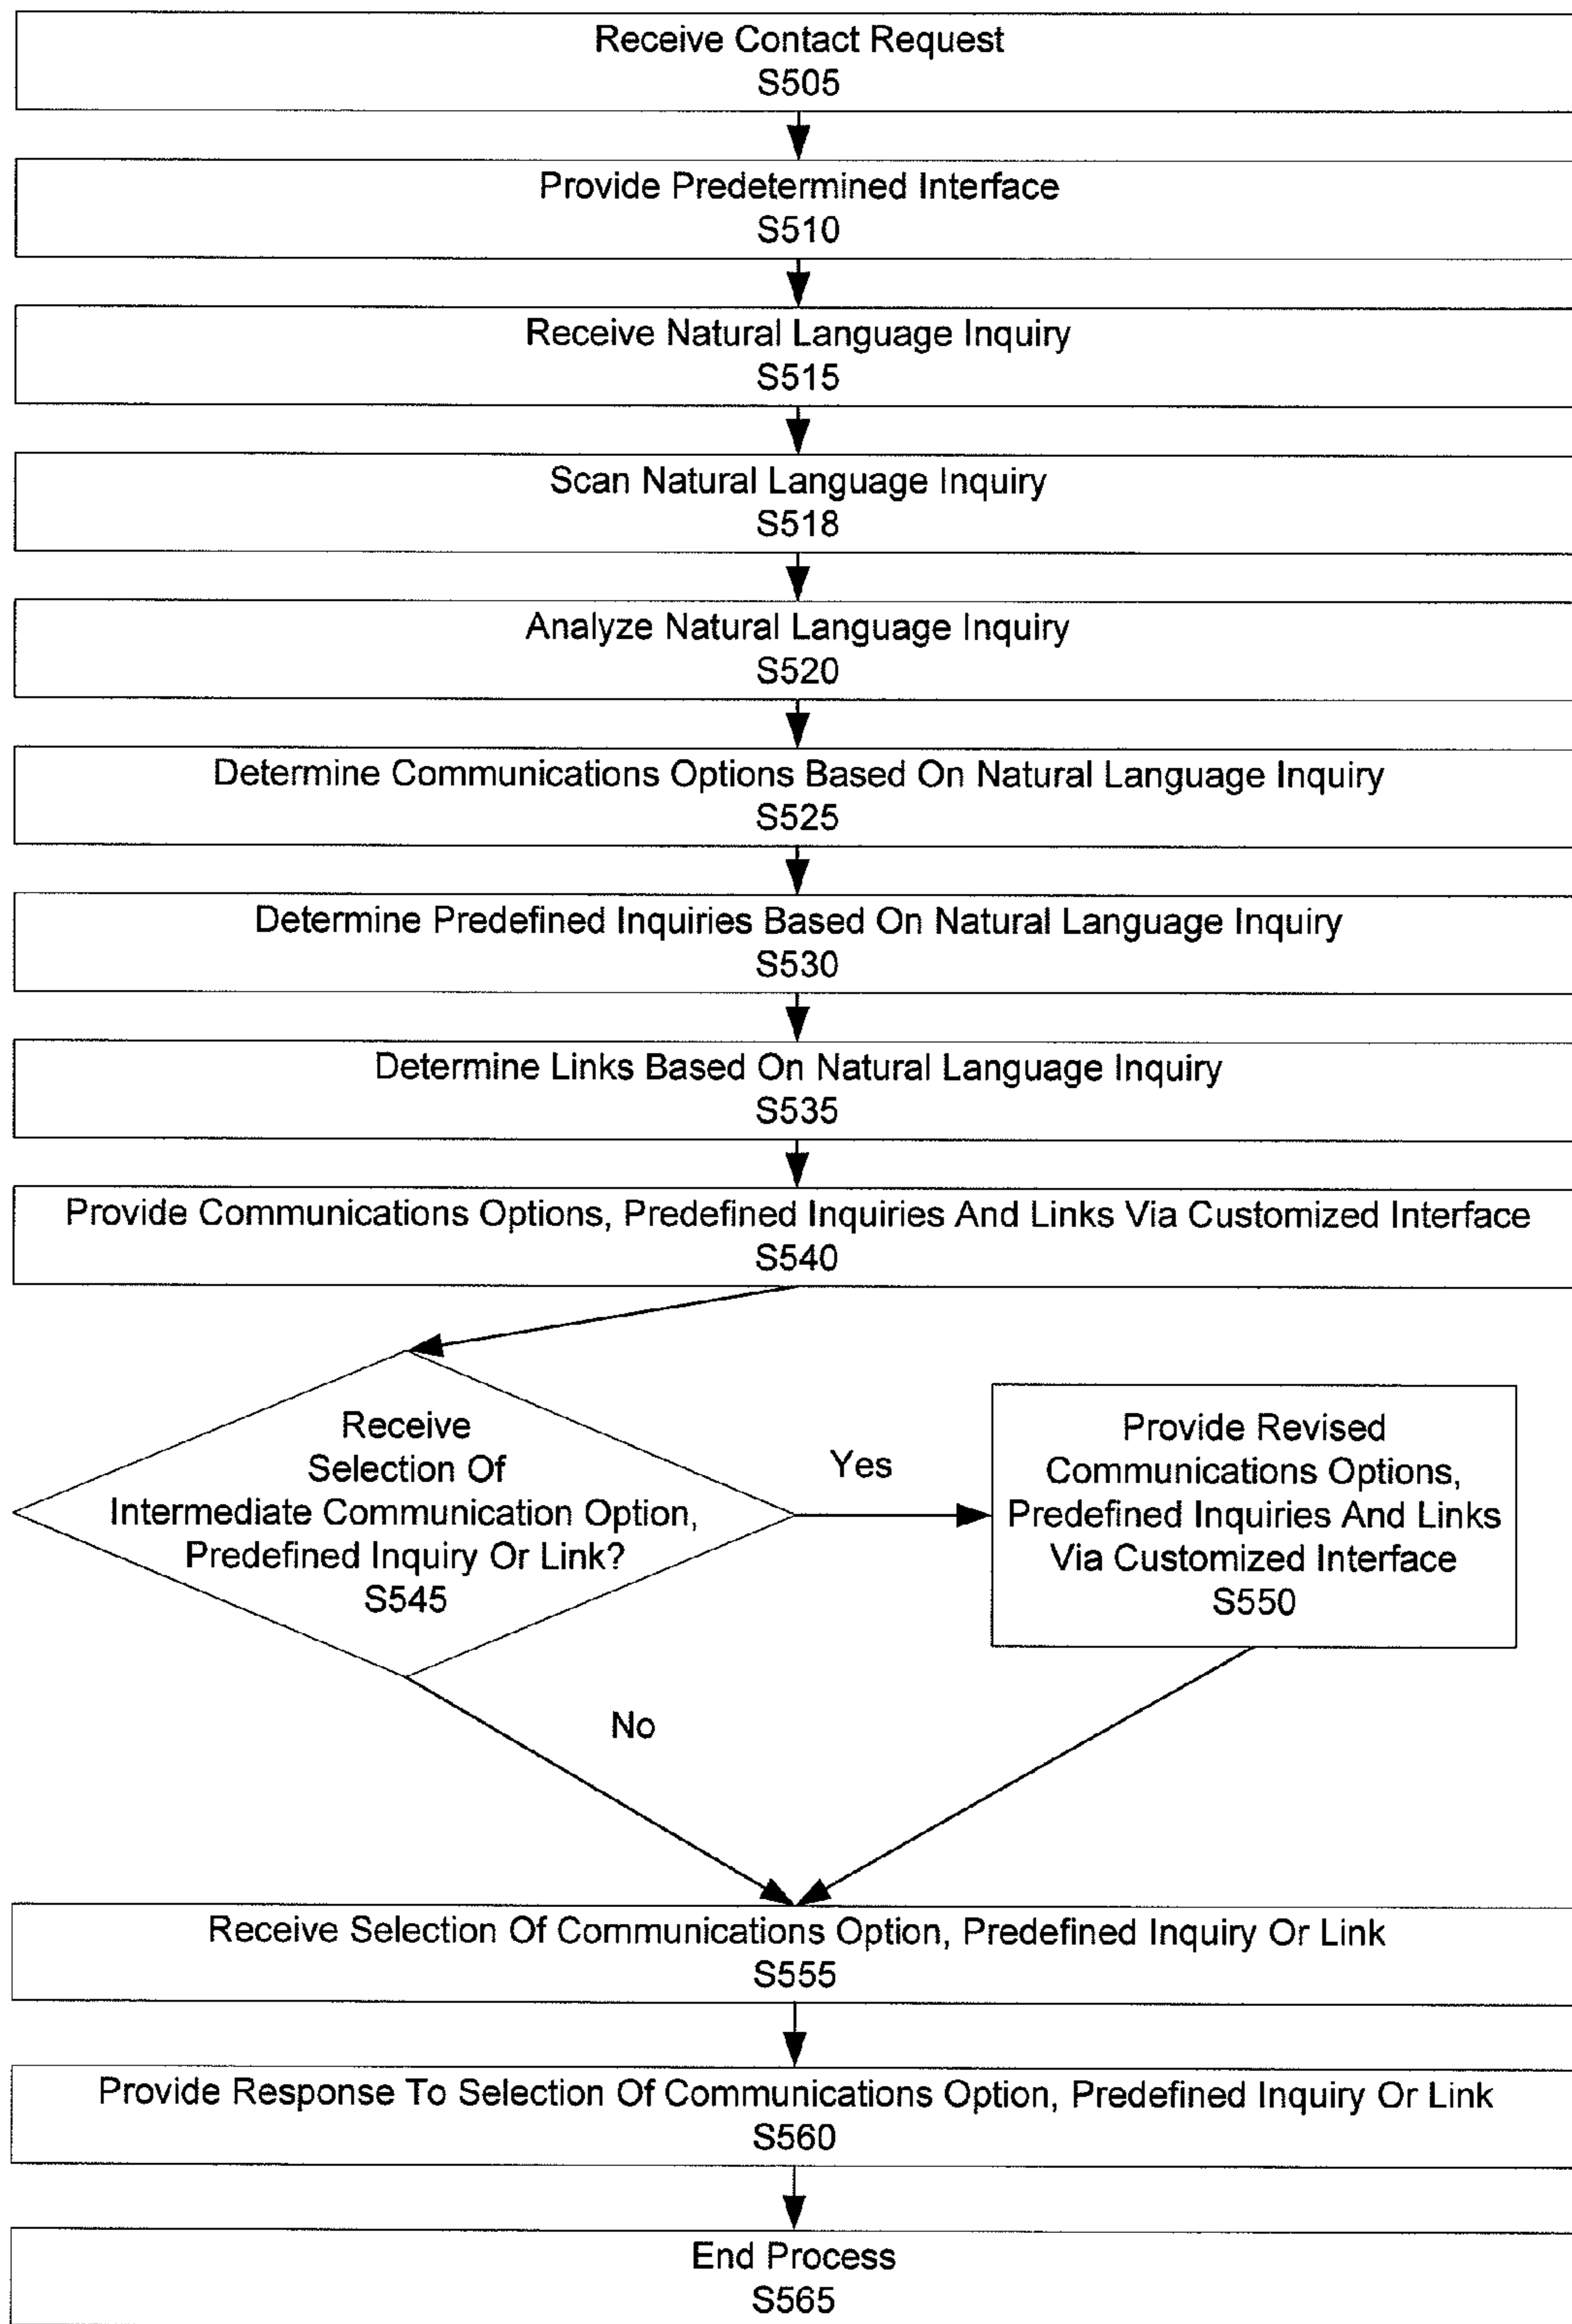 Receive Contact Request
S505
Provide Predetermined Interface
S510
Receive Natural Language Inquiry
S515
Scan Natural Language Inquiry
S518
Analyze Natural Language Inquiry
S520
Determine Communications Options Based On Natural Language Inquiry
S525
Determine Predefined Inquiries Based On Natural Language Inquiry
S530
Determine Links Based On Natural Language Inquiry
S535
Provide Communications Options, Predefined Inquiries And Links Via Customized Interface
S540
Receive
Selection Of
Intermediate Communication Option,
Predefined Inquiry Or Link?
S545
Yes
Provide Revised
Communications Options,
Predefined Inquiries And Links
Via Customized Interface
S550
No
Receive Selection Of Communications Option, Predefined Inquiry Or Link
S555
Provide Response To Selection Of Communications Option, Predefined Inquiry Or Link
S560
End Process
S565